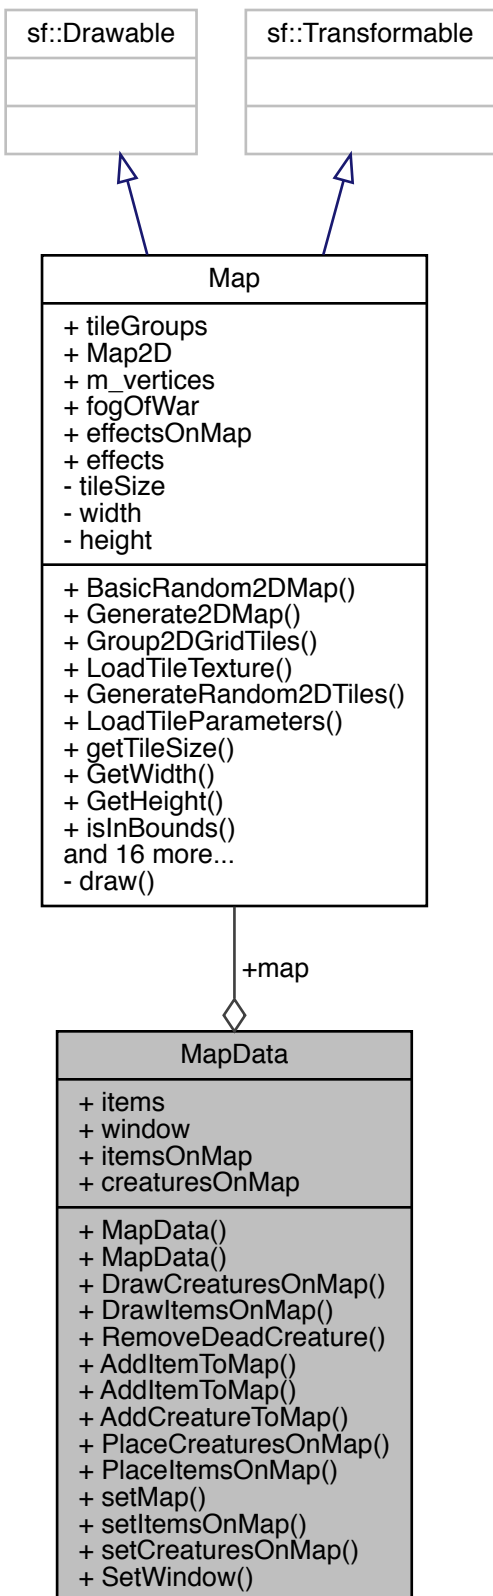 sf::Drawable
sf::Transformable
Map
+ tileGroups
+ Map2D
+ m_vertices
+ fogOfWar
+ effectsOnMap
+ effects
- tileSize
- width
- height
+ BasicRandom2DMap()
+ Generate2DMap()
+ Group2DGridTiles()
+ LoadTileTexture()
+ GenerateRandom2DTiles()
+ LoadTileParameters()
+ getTileSize()
+ GetWidth()
+ GetHeight()
+ isInBounds()
and 16 more...
- draw()
+map
MapData
+ items
+ window
+ itemsOnMap
+ creaturesOnMap
+ MapData()
+ MapData()
+ DrawCreaturesOnMap()
+ DrawItemsOnMap()
+ RemoveDeadCreature()
+ AddItemToMap()
+ AddItemToMap()
+ AddCreatureToMap()
+ PlaceCreaturesOnMap()
+ PlaceItemsOnMap()
+ setMap()
+ setItemsOnMap()
+ setCreaturesOnMap()
+ SetWindow()